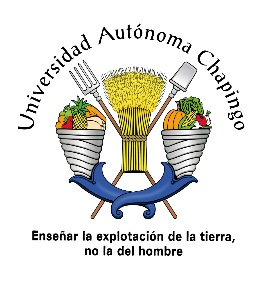 Universidad Autónoma Chapingo
Enseñar la explotación de la tierra,
no la del hombre